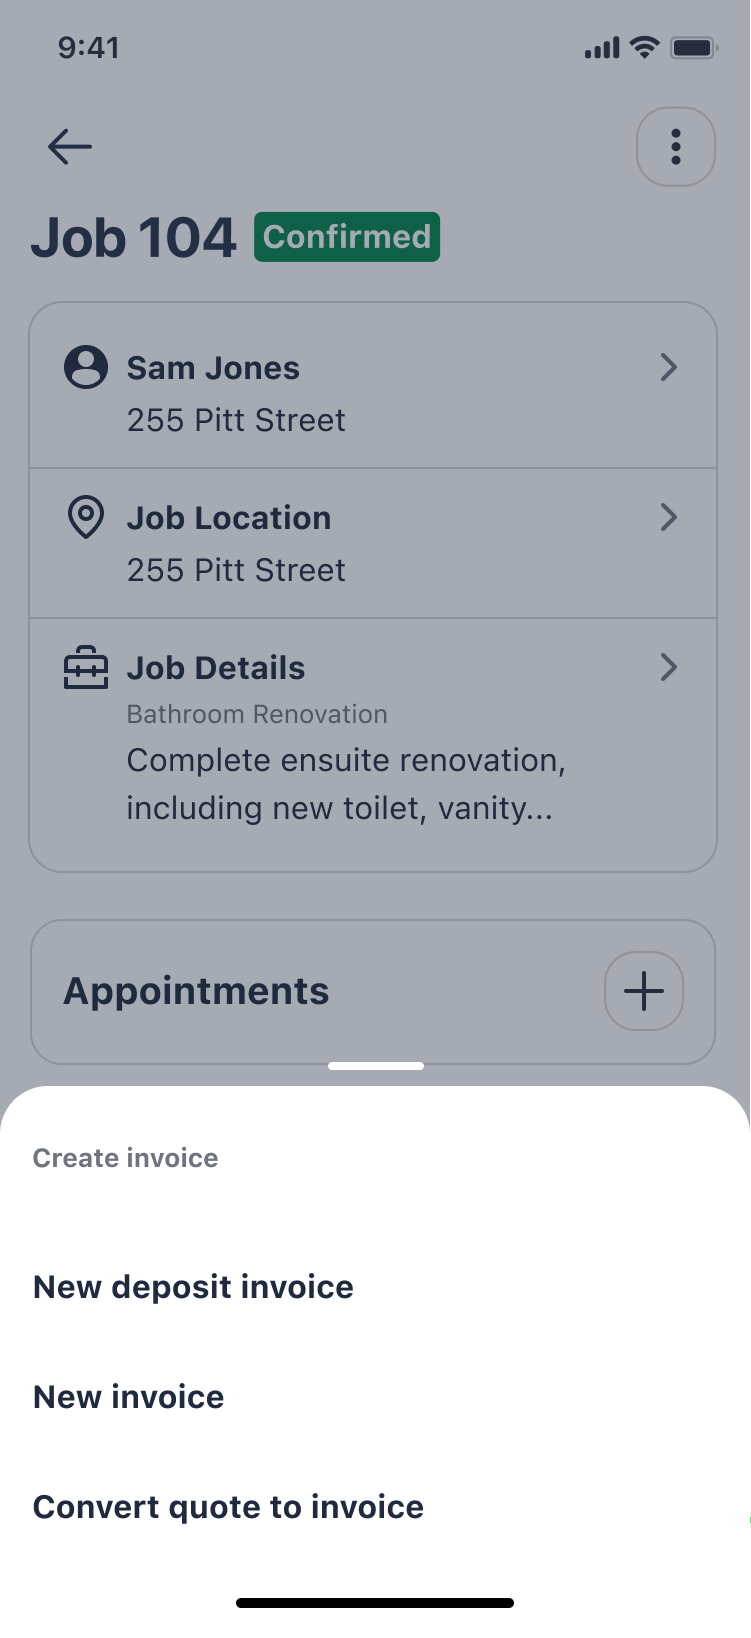 9:41
Job 104 Confirmed
Sam Jones
255 Pitt Street
Job Location
255 Pitt Street
Job Details
Bathroom Renovation
Complete ensuite renovation,
including new toilet, vanity...
Appointments
Create invoice
New deposit invoice
New invoice
Convert quote to invoice